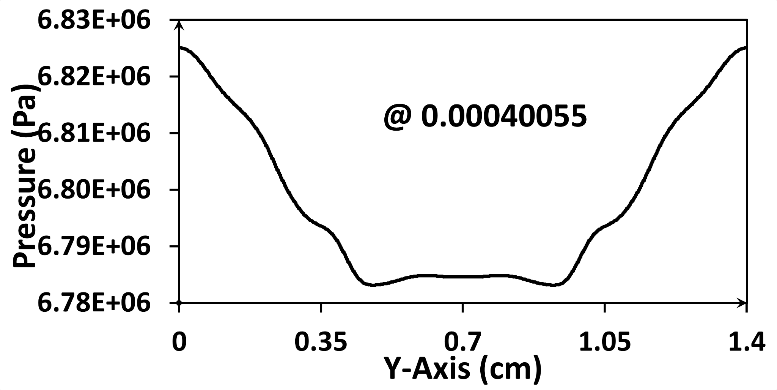 6.83E+06
6.82E+06
6.81E+06
6.80E+06
6.79E+06
6.78E+06
Pressure (Pa)
@ 0.00040055
0 0.35 0.7 1.05 1.4
Y-Axis (cm)